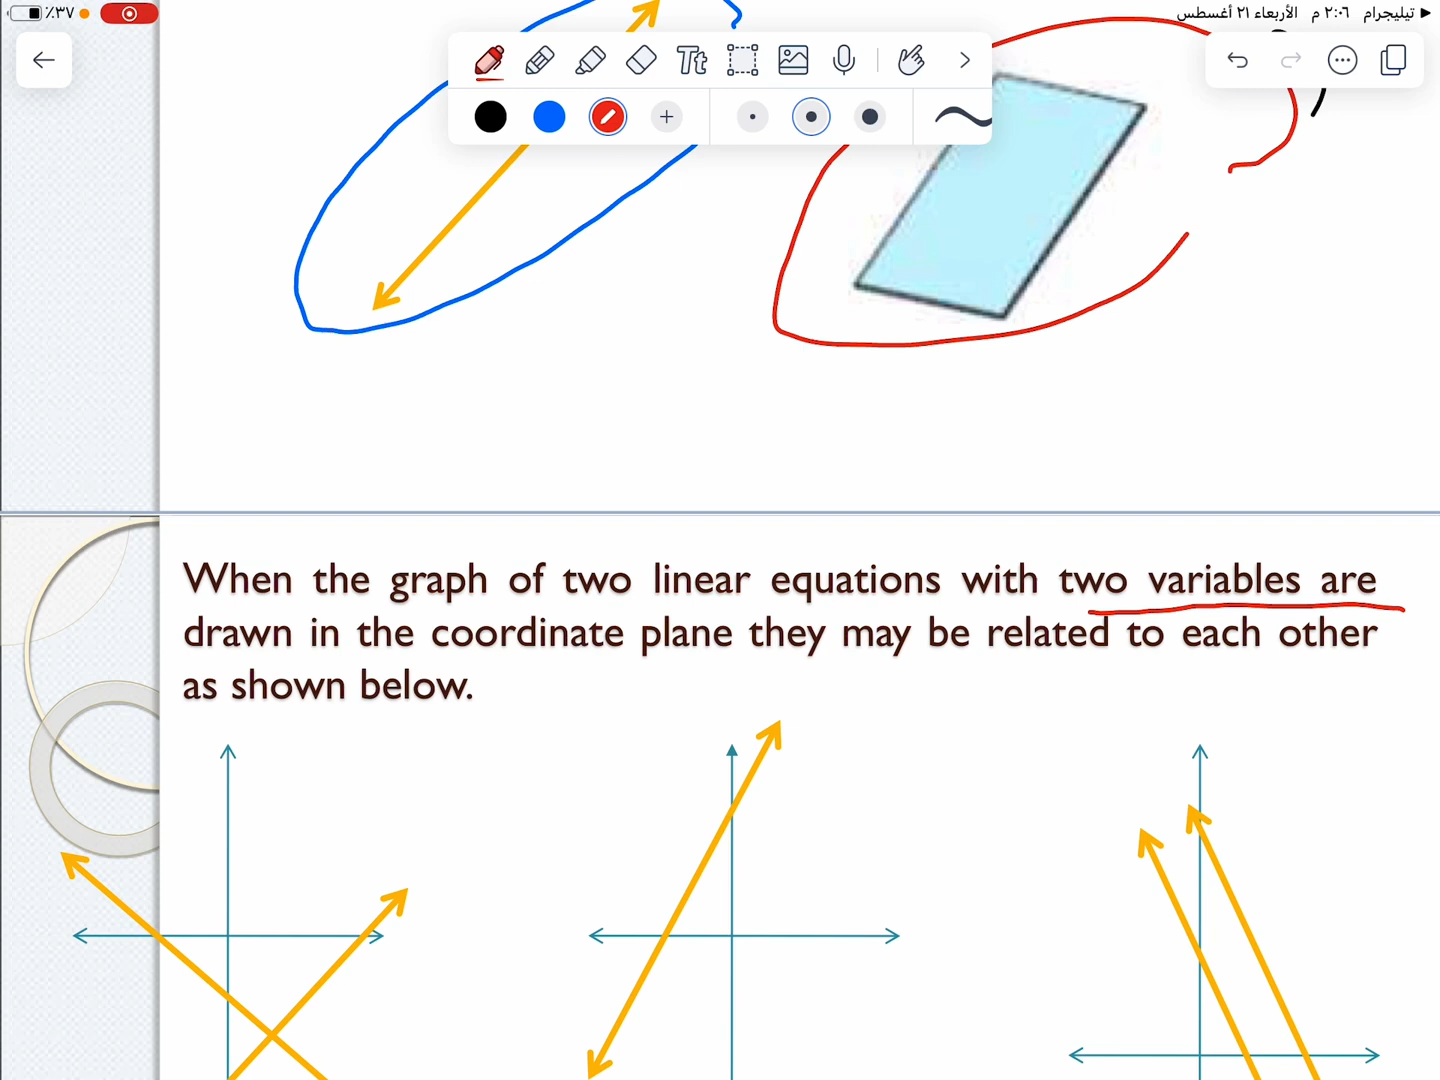 ٪٣٧
◀ تيليجرام ٢:٠٦ م الأربعاء ٢١ أغسطس
Tt
When the graph of two linear equations with two variables are
drawn in the coordinate plane they may be related to each other
as shown below.